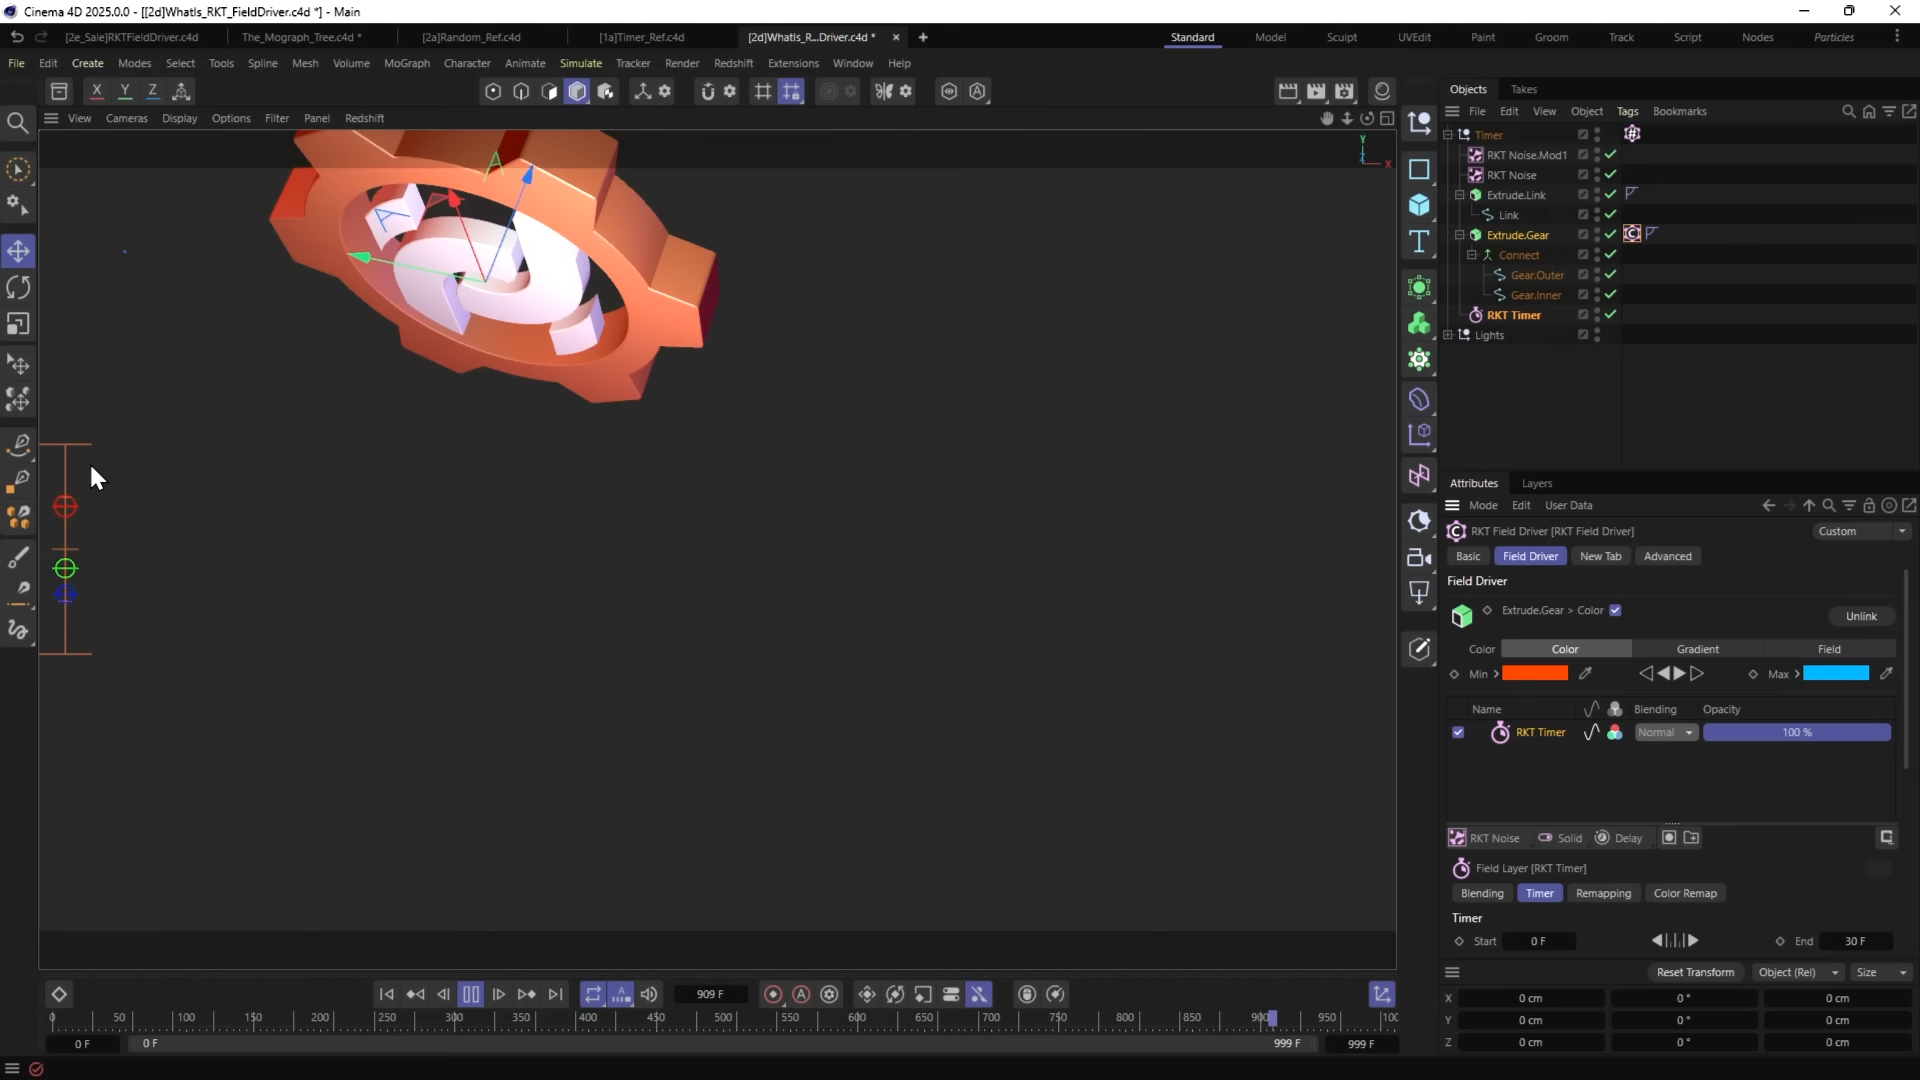 Cinema 4D 2025.0.0 - [[2d]WhatIs_RKT_FieldDriver.c4d *] - Main
[2e_Sale]RKTFieldDriver.c4d
The_Mograph_Tree.c4d *
[2a]Random_Ref.c4d
[1a]Timer_Ref.c4d
[2d]WhatIs_R...Driver.c4d *
Standard
Model
Sculpt
UVEdit
Paint
Groom
Track
Script
Nodes
Particles
File Edit Create Modes Select Tools Spline Mesh Volume MoGraph Character Animate Simulate Tracker Render Redshift Extensions Window Help
X Y Z
Objects Takes
View Cameras Display Options Filter Panel Redshift
File Edit View Object Tags Bookmarks
Timer
RKT Noise.Mod1
RKT Noise
Extrude.Link
Link
Extrude.Gear
Connect
Gear.Outer
Gear.Inner
RKT Timer
Lights
Y
Z
X
A
A
Attributes Layers
Mode Edit User Data
RKT Field Driver [RKT Field Driver]
Custom
Basic Field Driver New Tab Advanced
Field Driver
Extrude.Gear > Color
Unlink
Color Color Gradient Field
Min >
Max >
Name Blending Opacity
RKT Timer Normal 100 %
RKT Noise Solid Delay
Field Layer [RKT Timer]
Blending Timer Remapping Color Remap
Timer
Start 0 F End 30 F
Reset Transform Object (Rel) Size
X 0 cm 0 ° 0 cm
Y 0 cm 0 ° 0 cm
Z 0 cm 0 ° 0 cm
909 F
0 50 100 150 200 250 300 350 400 450 500 550 600 650 700 750 800 850 900 950 100
0 F 0 F 999 F 999 F